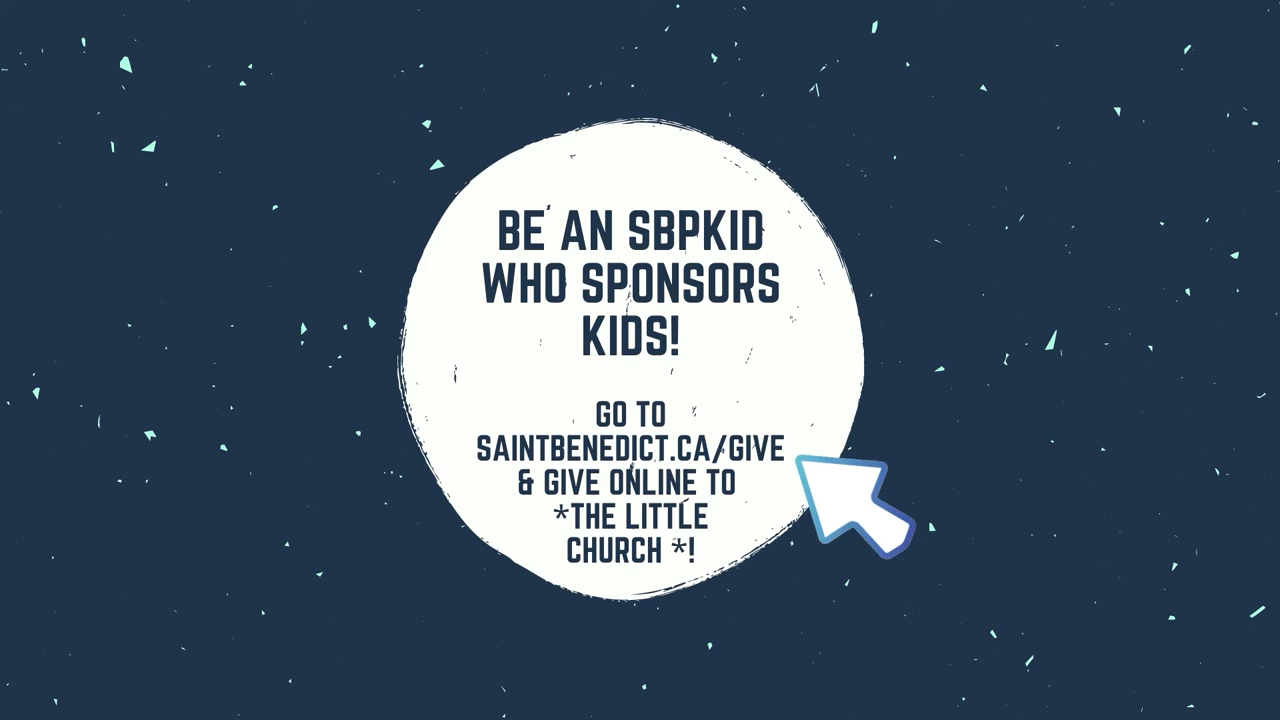 BE AN SBPKID
WHO SPONSORS
KIDS!
GO TO
SAINTBENEDICT.CA/GIVE
& GIVE ONLINE TO
*THE LITTLE
CHURCH *!